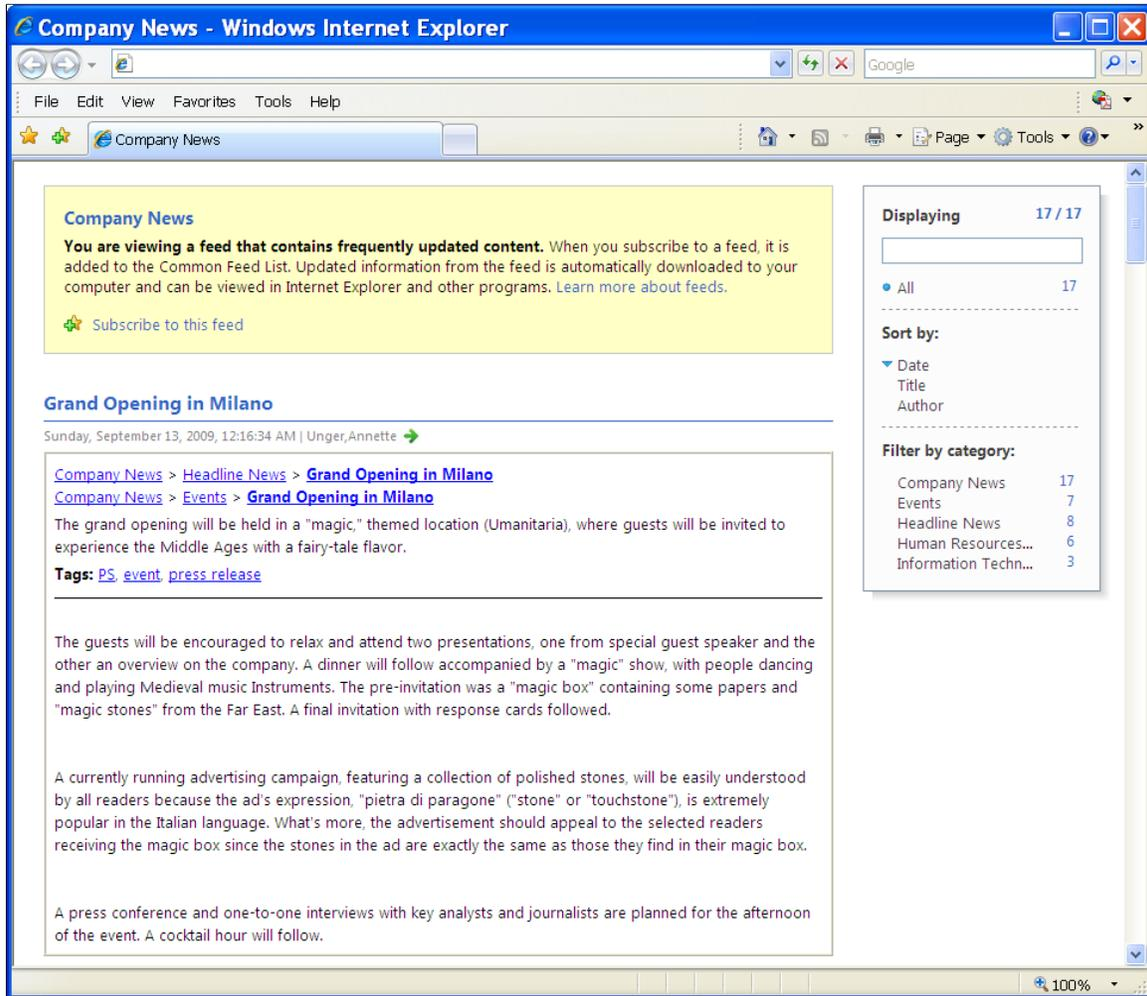 Company News - Windows Internet Explorer
Google
File Edit View Favorites Tools Help
Company News
Page Tools
Company News
You are viewing a feed that contains frequently updated content. When you subscribe to a feed, it is
added to the Common Feed List. Updated information from the feed is automatically downloaded to your
computer and can be viewed in Internet Explorer and other programs. Learn more about feeds.
Subscribe to this feed
Grand Opening in Milano
Sunday, September 13, 2009, 12:16:34 AM | Unger,Annette
Company News > Headline News > Grand Opening in Milano
Company News > Events > Grand Opening in Milano
The grand opening will be held in a "magic," themed location (Umanitaria), where guests will be invited to
experience the Middle Ages with a fairy-tale flavor.
Tags: PS, event, press release
The guests will be encouraged to relax and attend two presentations, one from special guest speaker and the
other an overview on the company. A dinner will follow accompanied by a "magic" show, with people dancing
and playing Medieval music Instruments. The pre-invitation was a "magic box" containing some papers and
"magic stones" from the Far East. A final invitation with response cards followed.
A currently running advertising campaign, featuring a collection of polished stones, will be easily understood
by all readers because the ad's expression, "pietra di paragone" ("stone" or "touchstone"), is extremely
popular in the Italian language. What's more, the advertisement should appeal to the selected readers
receiving the magic box since the stones in the ad are exactly the same as those they find in their magic box.
A press conference and one-to-one interviews with key analysts and journalists are planned for the afternoon
of the event. A cocktail hour will follow.
Displaying 17 / 17
All 17
Sort by:
Date
Title
Author
Filter by category:
Company News 17
Events 7
Headline News 8
Human Resources... 6
Information Techn... 3
100%